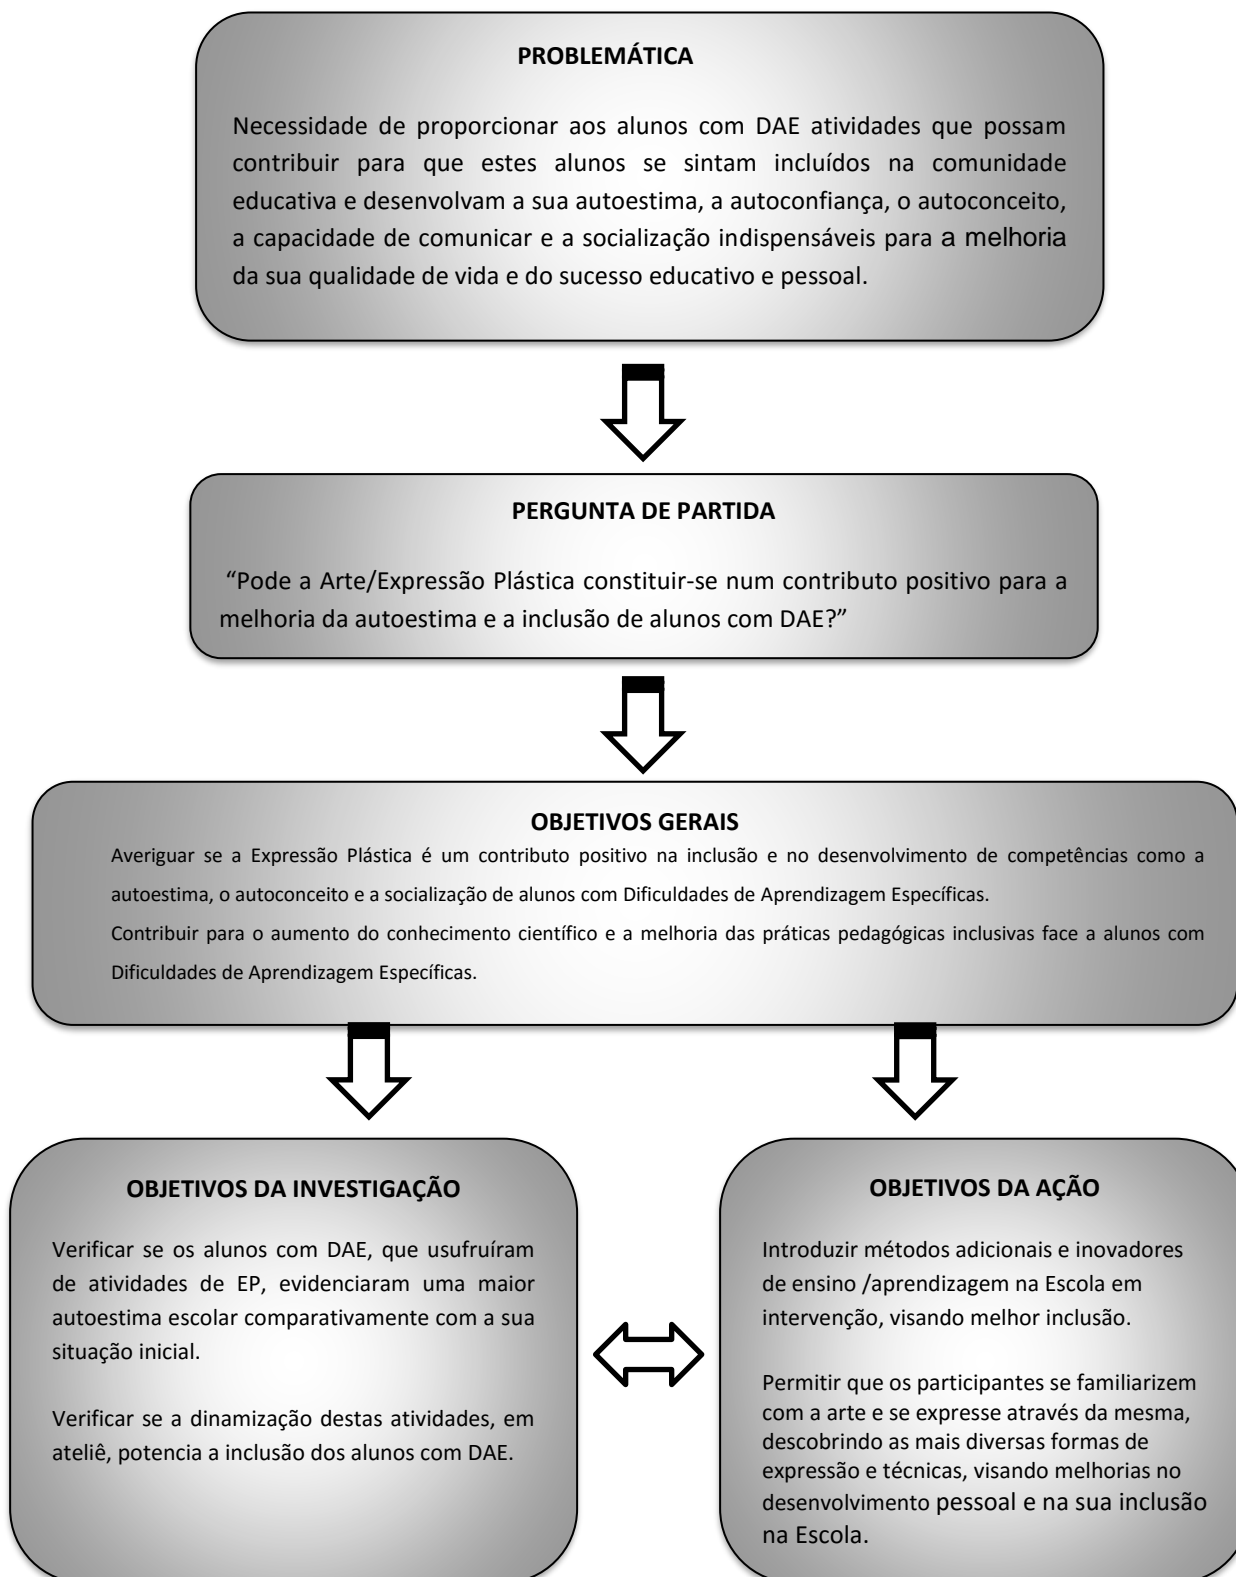 PROBLEMÁTICA
Necessidade de proporcionar aos alunos com DAE atividades que possam
contribuir para que estes alunos se sintam incluídos na comunidade
educativa e desenvolvam a sua autoestima, a autoconfiança, o autoconceito,
a capacidade de comunicar e a socialização indispensáveis para a melhoria
da sua qualidade de vida e do sucesso educativo e pessoal.
PERGUNTA DE PARTIDA
“Pode a Arte/Expressão Plástica constituir-se num contributo positivo para a
melhoria da autoestima e a inclusão de alunos com DAE?”
OBJETIVOS GERAIS
Averiguar se a Expressão Plástica é um contributo positivo na inclusão e no desenvolvimento de competências como a
autoestima, o autoconceito e a socialização de alunos com Dificuldades de Aprendizagem Específicas.
Contribuir para o aumento do conhecimento científico e a melhoria das práticas pedagógicas inclusivas face a alunos com
Dificuldades de Aprendizagem Específicas.
OBJETIVOS DA INVESTIGAÇÃO
Verificar se os alunos com DAE, que usufruíram
de atividades de EP, evidenciaram uma maior
autoestima escolar comparativamente com a sua
situação inicial.
Verificar se a dinamização destas atividades, em
ateliê, potencia a inclusão dos alunos com DAE.
OBJETIVOS DA AÇÃO
Introduzir métodos adicionais e inovadores
de ensino /aprendizagem na Escola em
intervenção, visando melhor inclusão.
Permitir que os participantes se familiarizem
com a arte e se expresse através da mesma,
descobrindo as mais diversas formas de
expressão e técnicas, visando melhorias no
desenvolvimento pessoal e na sua inclusão
na Escola.